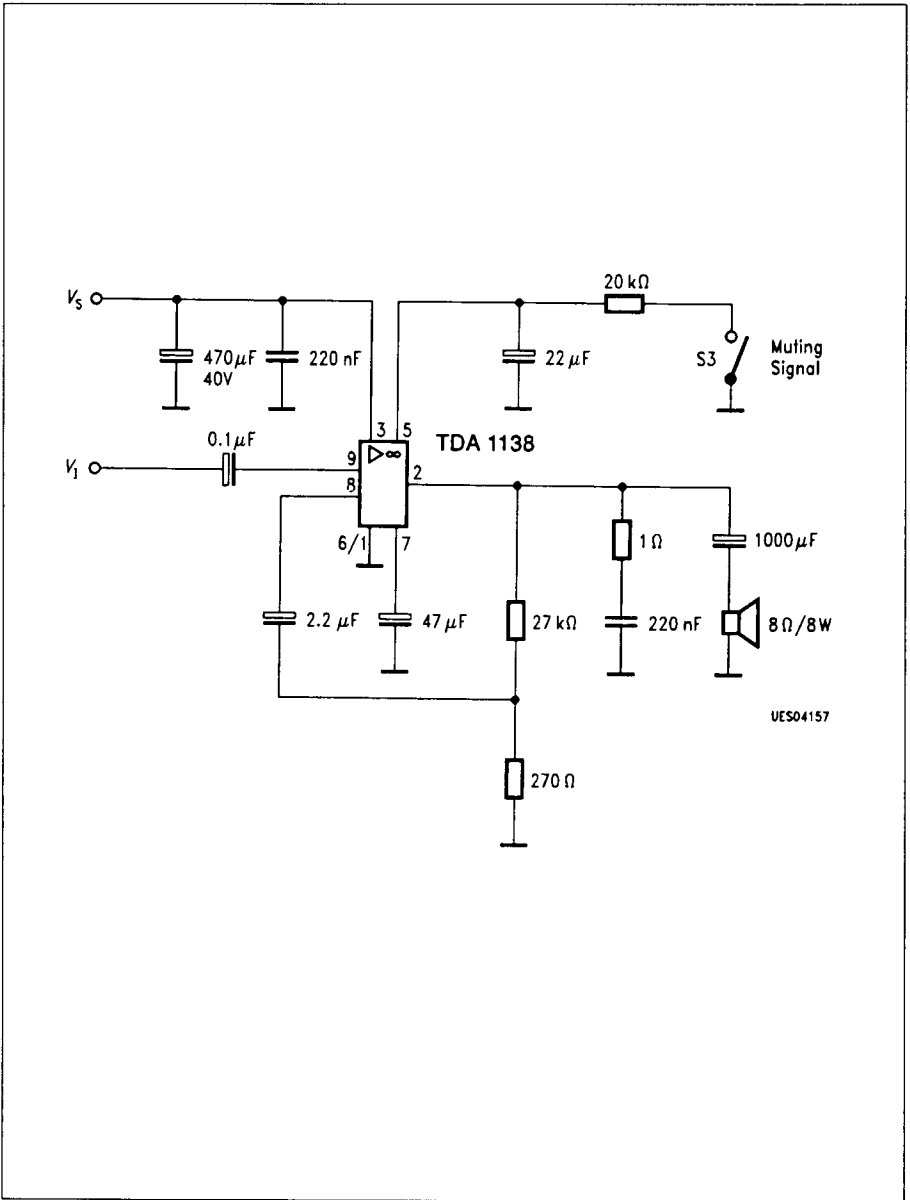 20 kΩ
V_S
470 µF
40V
220 nF
22 µF
S3
Muting
Signal
3 5
TDA 1138
0.1 µF
V_I
9
▷ ∞
2
8
6/1
7
1 Ω
1000 µF
2.2 µF
47 µF
27 kΩ
220 nF
8 Ω/8W
UES04157
270 Ω